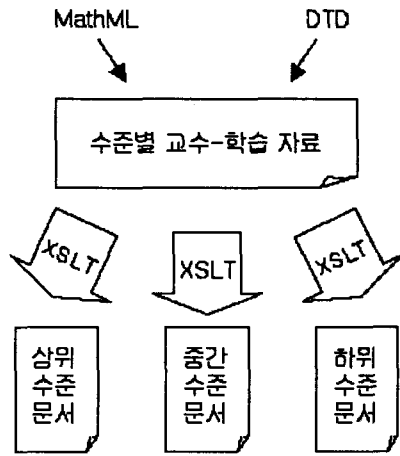 MathML
DTD
수준별 교수-학습 자료
XSLT
XSLT
XSLT
상위
수준
문서
중간
수준
문서
하위
수준
문서